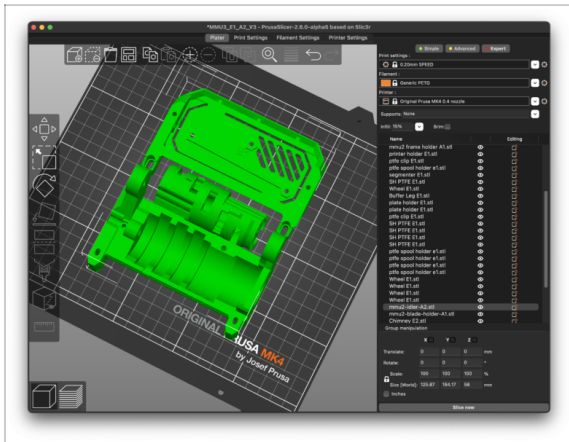 *MMU3_E1_A2_V3 - PrusaSlicer-2.6.0-alpha5 based on Slic3r
Plater Print Settings Filament Settings Printer Settings
Simple Advanced Expert
Print settings :
0.20mm SPEED
Filament :
Generic PETG
Printer :
Original Prusa MK4 0.4 nozzle
Supports: None
Infill: 15% Brim:
Name Editing
mmu2 frame holder A1.stl
printer holder E1.stl
ptfe clip E1.stl
ptfe spool holder e1.stl
segmenter E1.stl
SH PTFE E1.stl
Wheel E1.stl
Buffer Leg E1.stl
plate holder E1.stl
plate holder E1.stl
ptfe clip E1.stl
SH PTFE E1.stl
SH PTFE E1.stl
SH PTFE E1.stl
SH PTFE E1.stl
ptfe spool holder e1.stl
ptfe spool holder e1.stl
ptfe spool holder e1.stl
ptfe spool holder e1.stl
Wheel E1.stl
Wheel E1.stl
Wheel E1.stl
Wheel E1.stl
mmu2-idler-A2.stl
mmu2-blade-holder-A1.stl
Chimney E2.stl
Group manipulation
X Y Z
Translate: 0 0 0 mm
Rotate: 0 0 0 °
Scale: 100 100 100 %
Size [World]: 125.87 164.17 58 mm
Inches
Slice now
ORIGINAL PRUSA MK4
by Josef Prusa